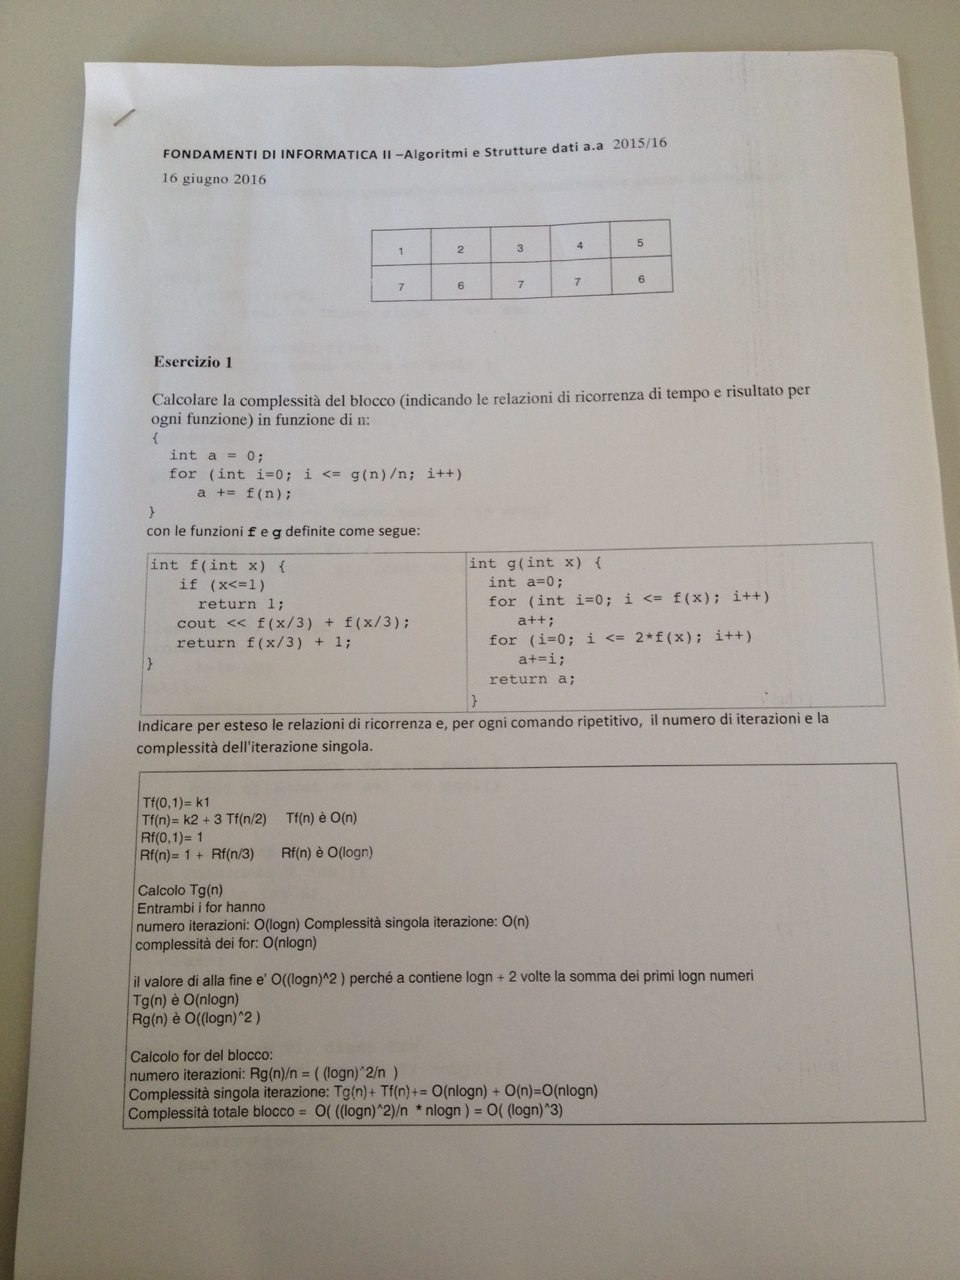 FONDAMENTI DI INFORMATICA II –Algoritmi e Strutture dati a.a 2015/16
16 giugno 2016
1 2 3 4 5
7 6 7 7 6
Esercizio 1
Calcolare la complessità del blocco (indicando le relazioni di ricorrenza di tempo e risultato per
ogni funzione) in funzione di n:
{
int a = 0;
for (int i=0; i <= g(n)/n; i++)
a += f(n);
}
con le funzioni f e g definite come segue:
int f(int x) {
if (x<=1)
return 1;
cout << f(x/3) + f(x/3);
return f(x/3) + 1;
}
int g(int x) {
int a=0;
for (int i=0; i <= f(x); i++)
a++;
for (i=0; i <= 2*f(x); i++)
a+=i;
return a;
}
Indicare per esteso le relazioni di ricorrenza e, per ogni comando ripetitivo, il numero di iterazioni e la
complessità dell'iterazione singola.
Tf(0,1)= k1
Tf(n)= k2 + 3 Tf(n/2) Tf(n) è O(n)
Rf(0,1)= 1
Rf(n)= 1 + Rf(n/3) Rf(n) è O(logn)
Calcolo Tg(n)
Entrambi i for hanno
numero iterazioni: O(logn) Complessità singola iterazione: O(n)
complessità dei for: O(nlogn)
il valore di alla fine e' O((logn)^2 ) perché a contiene logn + 2 volte la somma dei primi logn numeri
Tg(n) è O(nlogn)
Rg(n) è O((logn)^2 )
Calcolo for del blocco:
numero iterazioni: Rg(n)/n = ( (logn)^2/n )
Complessità singola iterazione: Tg(n)+ Tf(n)+= O(nlogn) + O(n)=O(nlogn)
Complessità totale blocco = O( ((logn)^2)/n * nlogn ) = O( (logn)^3)